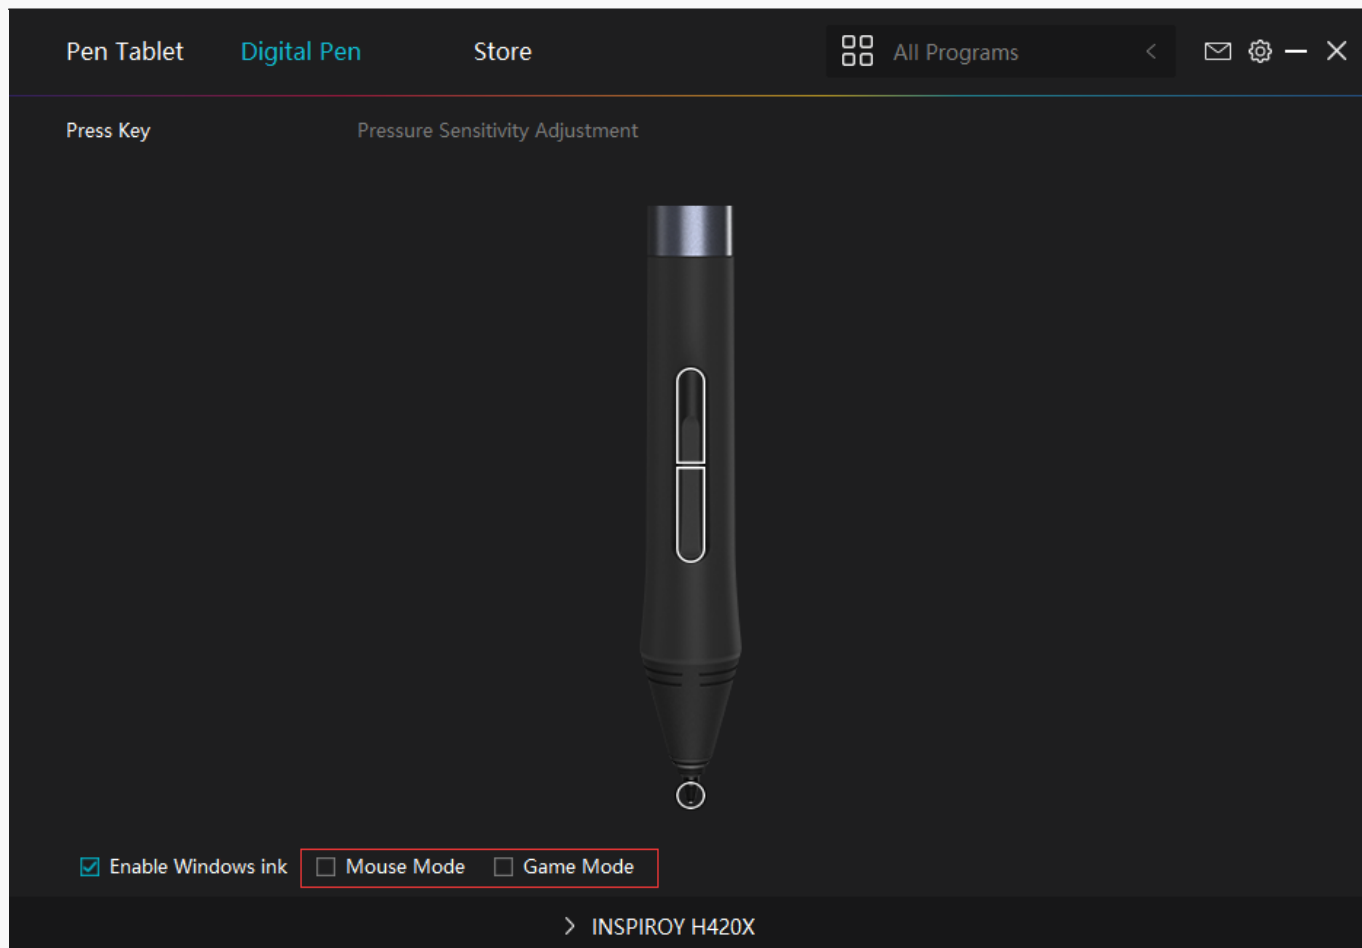 Pen Tablet Digital Pen Store All Programs
Press Key Pressure Sensitivity Adjustment
Enable Windows ink Mouse Mode Game Mode
INSPIROY H420X